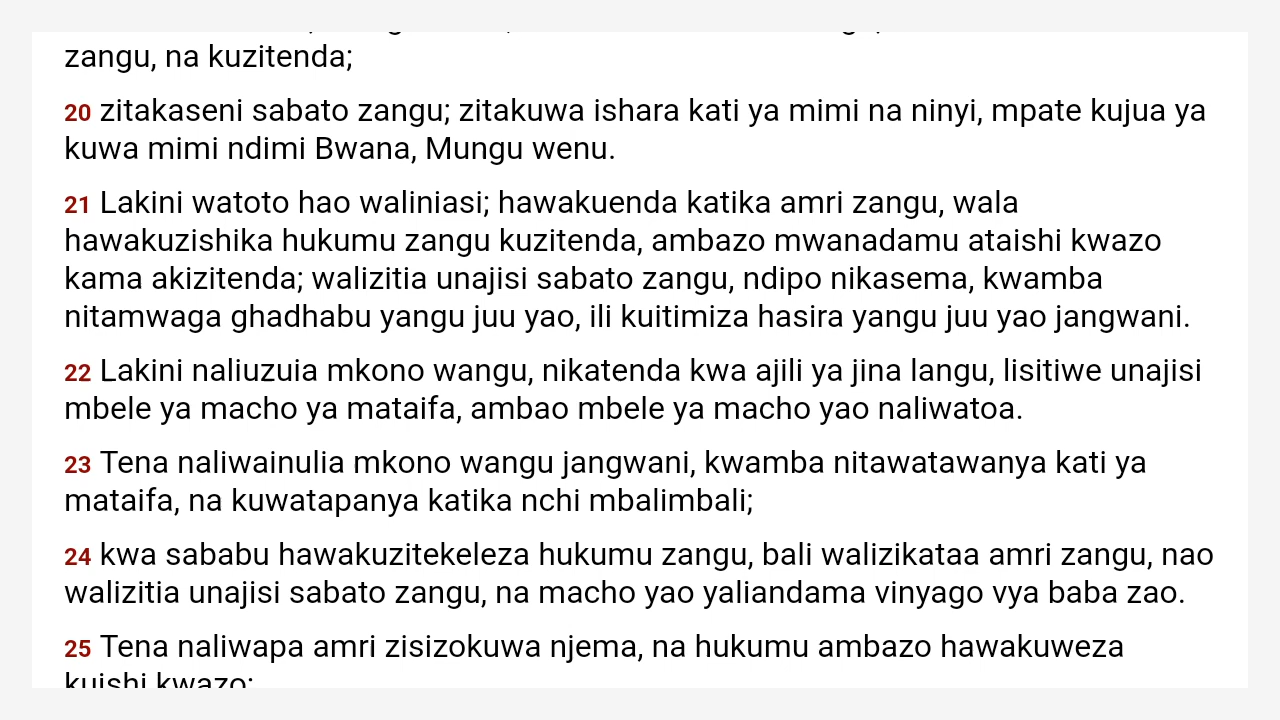 zangu, na kuzitenda;
20 zitakaseni sabato zangu; zitakuwa ishara kati ya mimi na ninyi, mpate kujua ya
kuwa mimi ndimi Bwana, Mungu wenu.
21 Lakini watoto hao waliniasi; hawakuenda katika amri zangu, wala
hawakuzishika hukumu zangu kuzitenda, ambazo mwanadamu ataishi kwazo
kama akizitenda; walizitia unajisi sabato zangu, ndipo nikasema, kwamba
nitamwaga ghadhabu yangu juu yao, ili kuitimiza hasira yangu juu yao jangwani.
22 Lakini naliuzuia mkono wangu, nikatenda kwa ajili ya jina langu, lisitiwe unajisi
mbele ya macho ya mataifa, ambao mbele ya macho yao naliwatoa.
23 Tena naliwainulia mkono wangu jangwani, kwamba nitawatawanya kati ya
mataifa, na kuwatapanya katika nchi mbalimbali;
24 kwa sababu hawakuzitekeleza hukumu zangu, bali walizikataa amri zangu, nao
walizitia unajisi sabato zangu, na macho yao yaliandama vinyago vya baba zao.
25 Tena naliwapa amri zisizokuwa njema, na hukumu ambazo hawakuweza
kuishi kwazo;